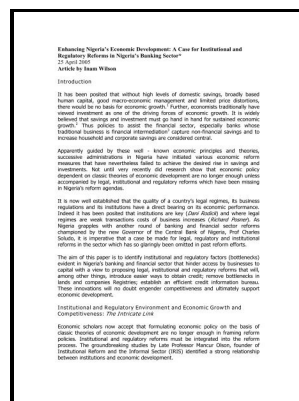 Enhancing Nigeria's Economic Development: A Case for Institutional and
Regulatory Reforms in Nigeria's Banking Sector*
25 April 2005
Article by Inam Wilson
Introduction
It has been posited that without high levels of domestic savings, broadly based
human capital, good macro-economic management and limited price distortions,
there would be no basis for economic growth.1 Further, economists traditionally have
viewed investment as one of the driving forces of economic growth. It is widely
believed that savings and investment must go hand in hand for sustained economic
growth.2 Thus policies to assist the financial sector, especially banks whose
traditional business is financial intermediation3 capture non-financial savings and to
increase household and corporate savings are considered central.
Apparently guided by these well - known economic principles and theories,
successive administrations in Nigeria have initiated various economic reform
measures that have nevertheless failed to achieve the desired rise in savings and
investments. Not until very recently did research show that economic policy
dependent on classic theories of economic development are no longer enough unless
accompanied by legal, institutional and regulatory reforms which have been missing
in Nigeria's reform agendas.
It is now well established that the quality of a country's legal regimes, its business
regulations and its institutions have a direct bearing on its economic performance.
Indeed it has been posited that institutions are key (Dani Rodick) and where legal
regimes are weak transactions costs of business increases (Richard Posner). As
Nigeria grapples with another round of banking and financial sector reforms
championed by the new Governor of the Central Bank of Nigeria, Prof Charles
Soludo, it is imperative that a case be made for legal, regulatory and institutional
reforms in the sector which has so glaringly been omitted in past reform efforts.
The aim of this paper is to identify institutional and regulatory factors (bottlenecks)
evident in Nigeria's banking and financial sector that hinder access by businesses to
capital with a view to proposing legal, institutional and regulatory reforms that will,
among other things, introduce easier ways to obtain credit; remove bottlenecks in
lands and companies Registries; establish an efficient credit information bureau.
These innovations will no doubt engender competitiveness and ultimately support
economic development.
Institutional and Regulatory Environment and Economic Growth and
Competitiveness: The Intricate Link
Economic scholars now accept that formulating economic policy on the basis of
classic theories of economic development are no longer enough in framing reform
policies. Institutional and regulatory reforms must be integrated into the reform
process. The groundbreaking studies by Late Professor Mancur Olson, founder of
Institutional Reform and the Informal Sector (IRIS) identified a strong relationship
between institutions and economic development.